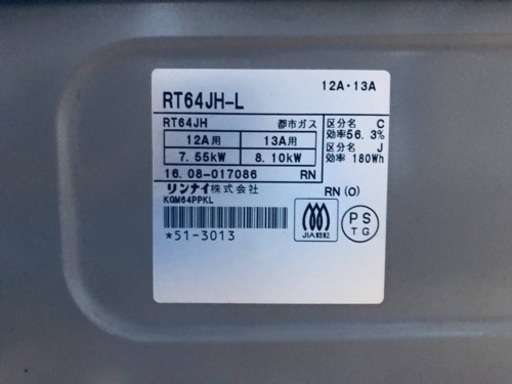 12A・13A
RT64JH-L
RT64JH 都市ガス
12A用 13A用
7.55kW 8.10kW
区分名 C
効率56.3%
区分名 J
効率 180Wh
16.08-017086 RN
リンナイ株式会社
KGM64PPKL
RN(O)
*51-3013
JIA認証
PS
TG